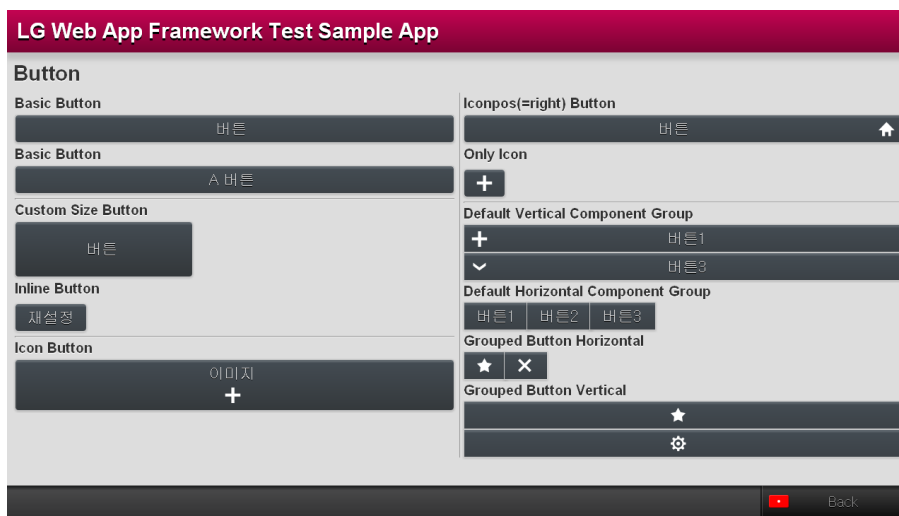 LG Web App Framework Test Sample App
Button
Basic Button
버튼
Basic Button
A 버튼
Custom Size Button
버튼
Inline Button
재설정
Icon Button
이미지
Iconpos(=right) Button
버튼
Only Icon
Default Vertical Component Group
버튼1
버튼3
Default Horizontal Component Group
버튼1 버튼2 버튼3
Grouped Button Horizontal
Grouped Button Vertical
Back